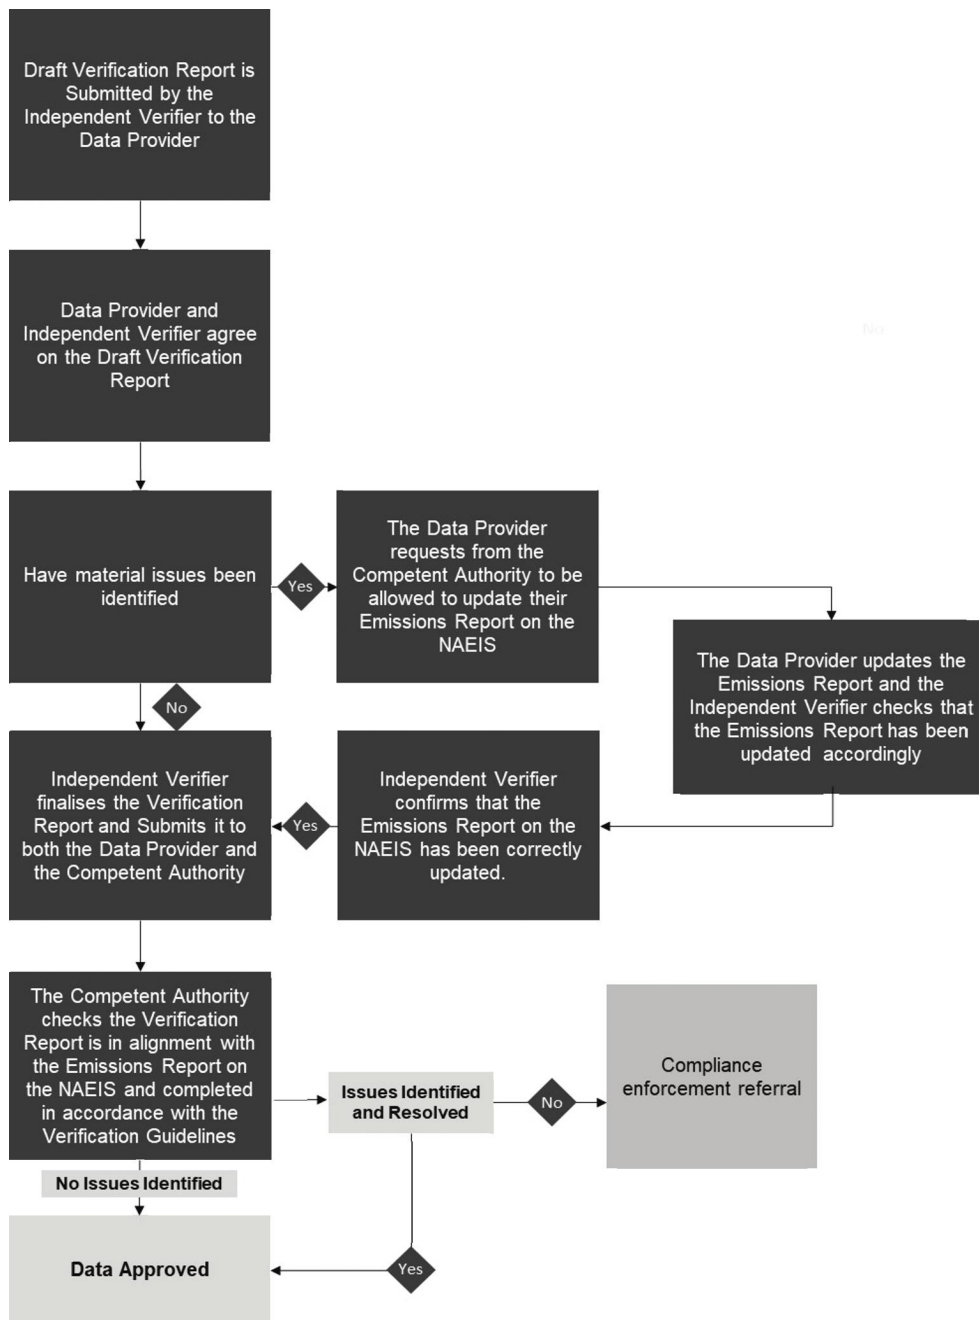 Draft Verification Report is
Submitted by the
Independent Verifier to the
Data Provider
Data Provider and
Independent Verifier agree
on the Draft Verification
Report
No
Have material issues been
identified
Yes
The Data Provider
requests from the
Competent Authority to be
allowed to update their
Emissions Report on the
NAEIS
The Data Provider updates the
Emissions Report and the
Independent Verifier checks that
the Emissions Report has been
updated accordingly
No
Independent Verifier
finalises the Verification
Report and Submits it to
both the Data Provider and
the Competent Authority
Yes
Independent Verifier
confirms that the
Emissions Report on the
NAEIS has been correctly
updated.
The Competent Authority
checks the Verification
Report is in alignment with
the Emissions Report on
the NAEIS and completed
in accordance with the
Verification Guidelines
Issues Identified
and Resolved
No
Compliance
enforcement referral
No Issues Identified
Data Approved
Yes